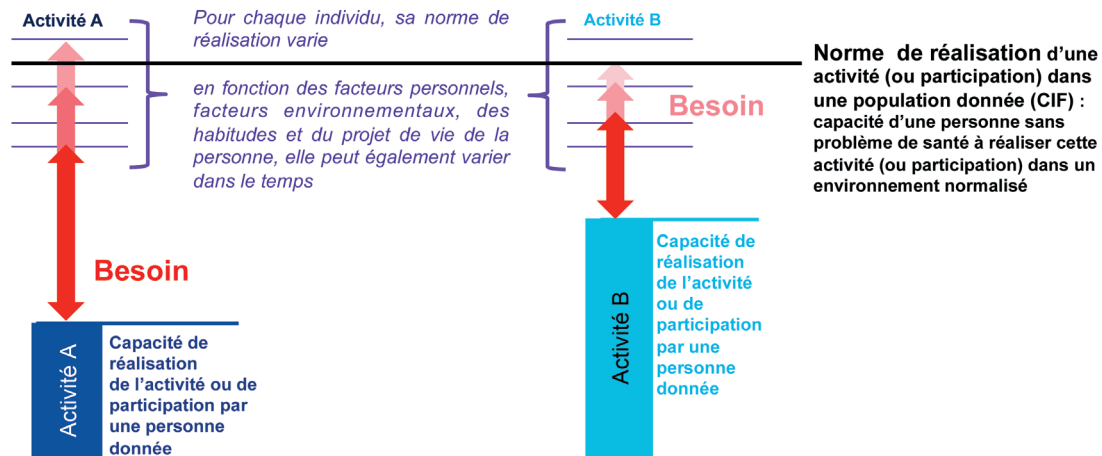 Activité A
Pour chaque individu, sa norme de
réalisation varie
en fonction des facteurs personnels,
facteurs environnementaux, des
habitudes et du projet de vie de la
personne, elle peut également varier
dans le temps
Activité B
Norme de réalisation d'une
activité (ou participation) dans
une population donnée (CIF) :
capacité d'une personne sans
problème de santé à réaliser cette
activité (ou participation) dans un
environnement normalisé
Besoin
Besoin
Activité A
Capacité de
réalisation
de l'activité ou de
participation par
une personne
donnée
Activité B
Capacité de
réalisation
de l'activité
ou de
participation
par une
personne
donnée